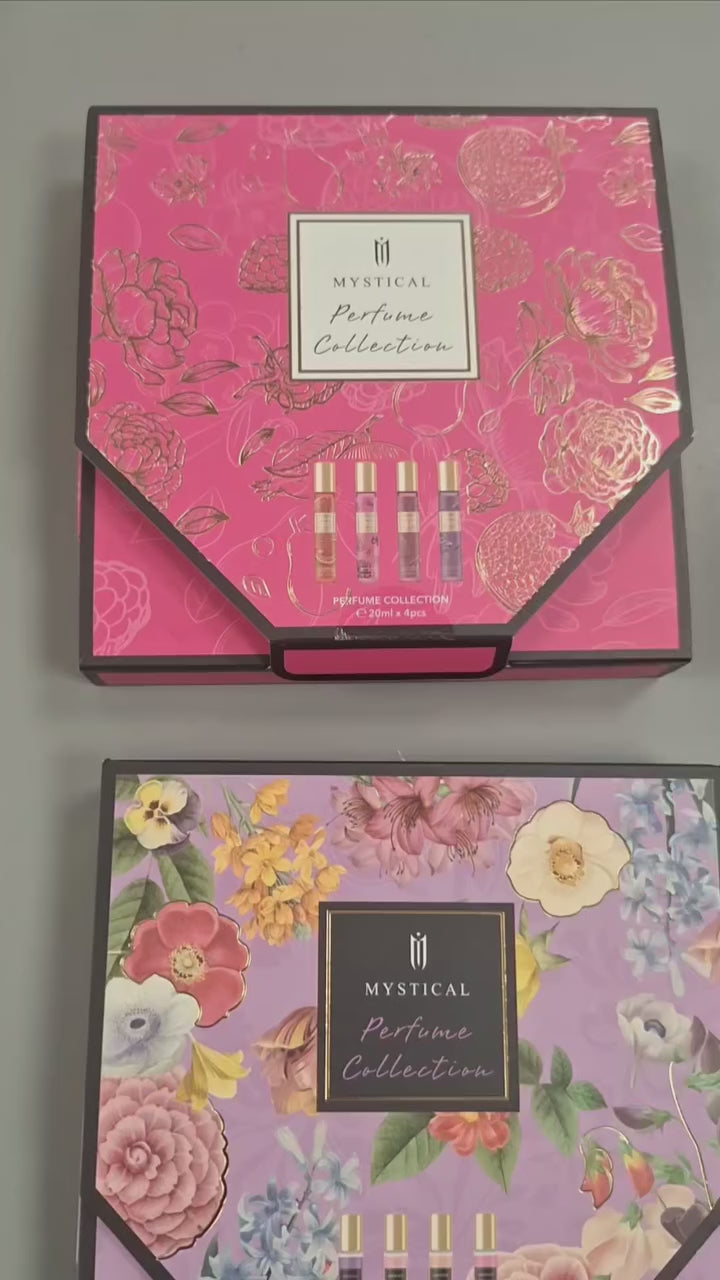 MYSTICAL
Perfume
Collection
PERFUME COLLECTION
℮ 20ml x 4pcs
MYSTICAL
Perfume
Collection